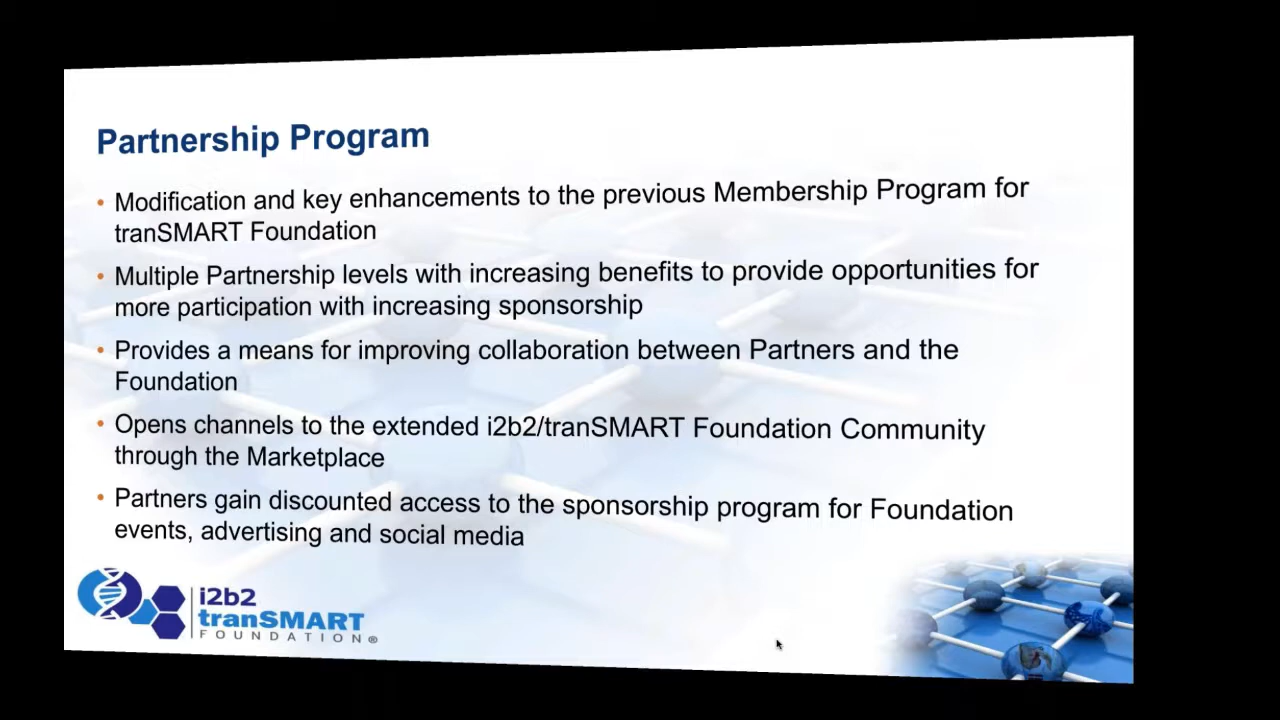 Partnership Program
• Modification and key enhancements to the previous Membership Program for
tranSMART Foundation
• Multiple Partnership levels with increasing benefits to provide opportunities for
more participation with increasing sponsorship
• Provides a means for improving collaboration between Partners and the
Foundation
• Opens channels to the extended i2b2/tranSMART Foundation Community
through the Marketplace
• Partners gain discounted access to the sponsorship program for Foundation
events, advertising and social media
i2b2
tranSMART
FOUNDATION®